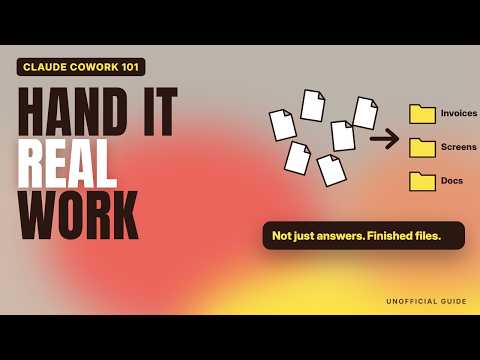 CLAUDE COWORK 101
HAND IT
REAL
WORK
Invoices
Screens
Docs
Not just answers. Finished files.
UNOFFICIAL GUIDE